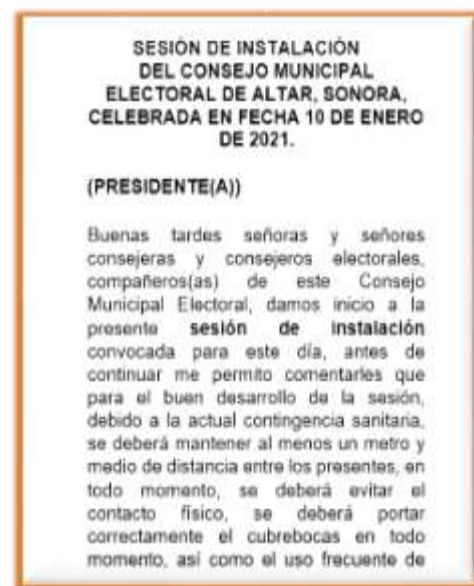 SESIÓN DE INSTALACIÓN
DEL CONSEJO MUNICIPAL
ELECTORAL DE ALTAR, SONORA,
CELEBRADA EN FECHA 10 DE ENERO
DE 2021.
(PRESIDENTE(A))
Buenas tardes señoras y señores
consejeras y consejeros electorales,
compañeros(as) de este Consejo
Municipal Electoral, damos inicio a la
presente sesión de instalación
convocada para este día, antes de
continuar me permito comentarles que
para el buen desarrollo de la sesión,
debido a la actual contingencia sanitaria,
se deberá mantener al menos un metro y
medio de distancia entre los presentes, en
todo momento, se deberá evitar el
contacto físico, se deberá portar
correctamente el cubrebocas en todo
momento, así como el uso frecuente de